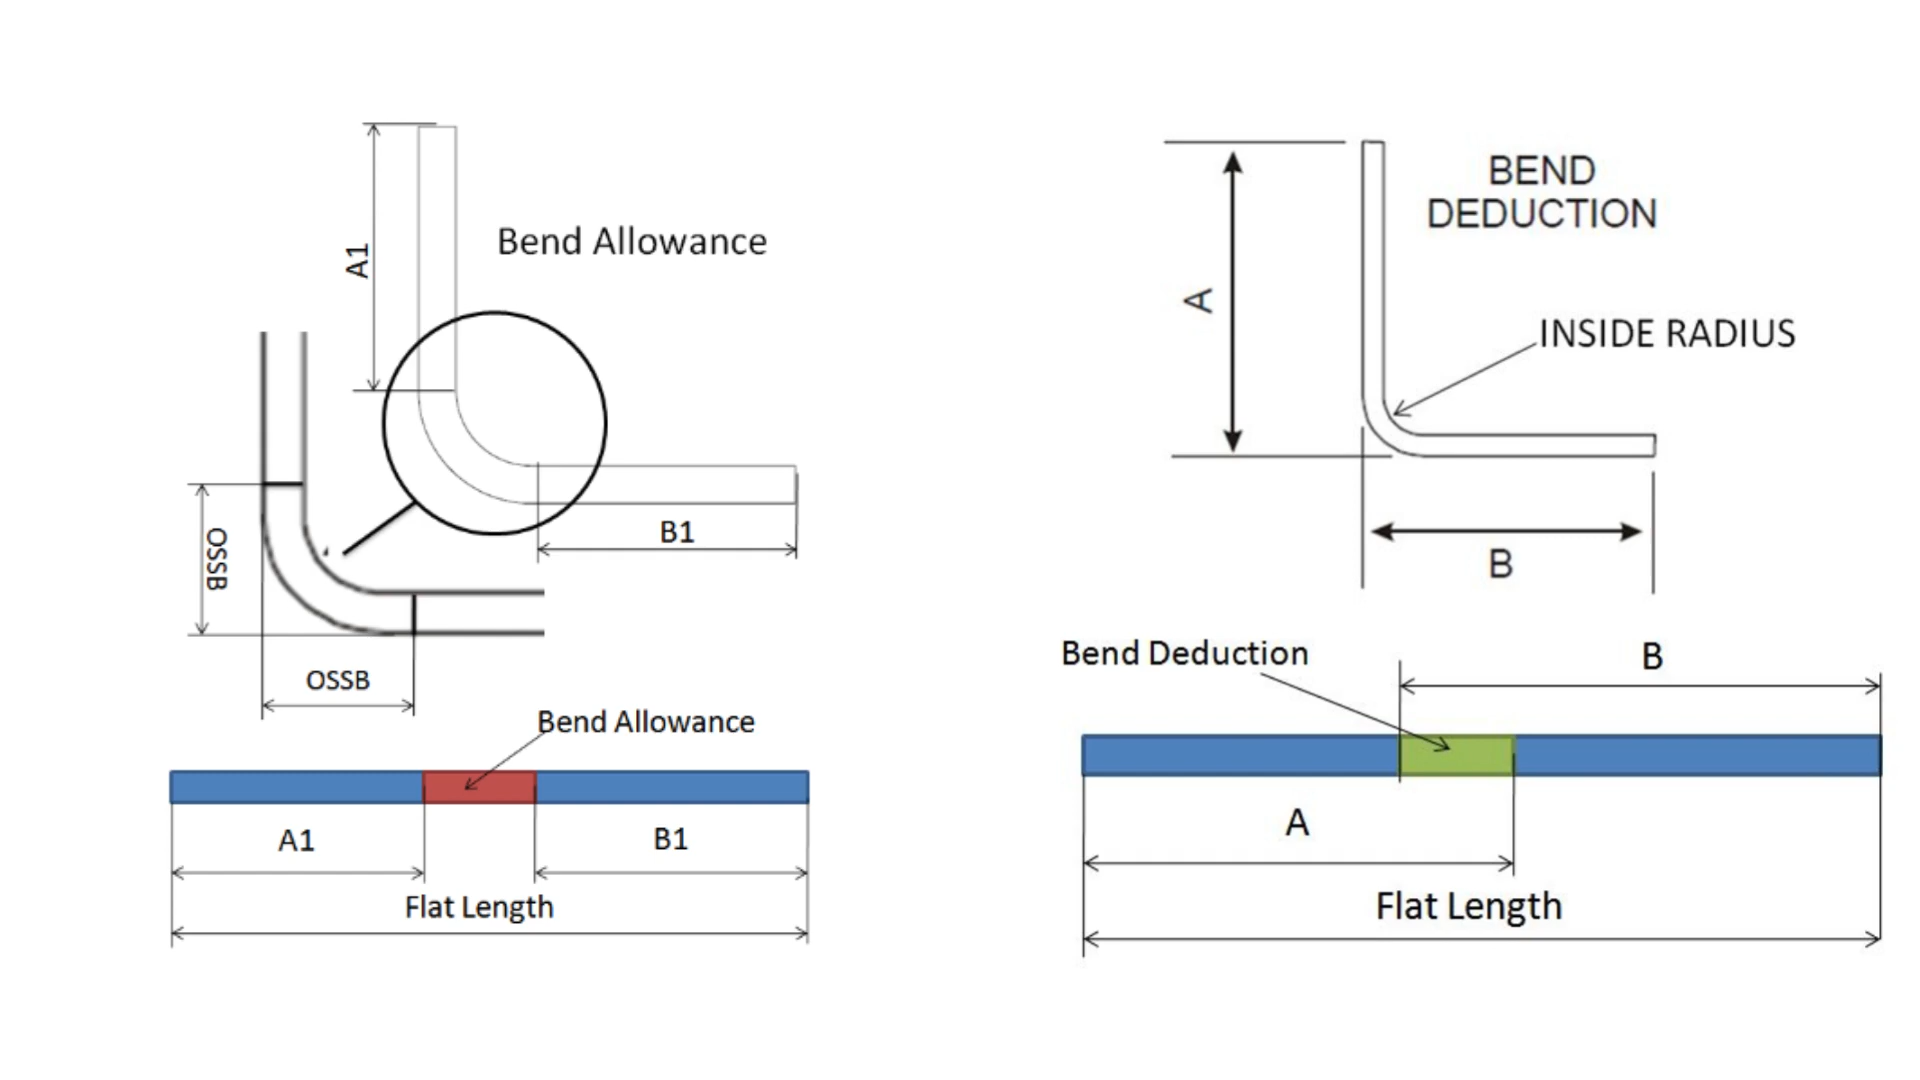 A1
Bend Allowance
OSSB
B1
OSSB
Bend Allowance
A1
B1
Flat Length
BEND
DEDUCTION
A
INSIDE RADIUS
B
Bend Deduction
B
A
Flat Length